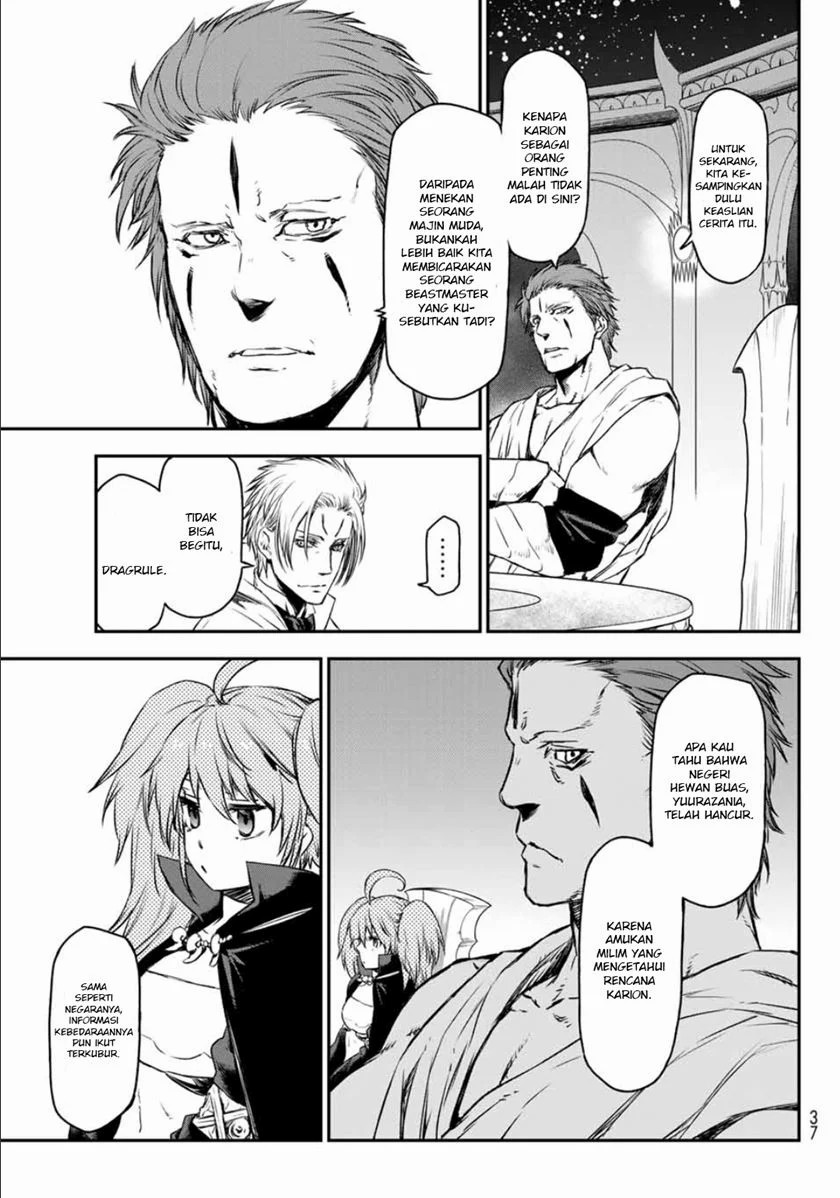 UNTUK
SEKARANG,
KITA KE-
SAMPINGKAN
DULU
KEASLIAN
CERITA ITU.
KENAPA
KARION
SEBAGAI
ORANG
PENTING
MALAH TIDAK
ADA DI SINI?
DARIPADA
MENEKAN
SEORANG
MAJIN MUDA,
BUKANKAH
LEBIH BAIK KITA
MEMBICARAKAN
SEORANG
BEASTMASTER
YANG KU-
SEBUTKAN TADI?
......
TIDAK
BISA
BEGITU,
DRAGRULE.
APA KAU
TAHU BAHWA
NEGERI
HEWAN BUAS,
YUURAZANIA,
TELAH HANCUR.
KARENA
AMUKAN
MILIM YANG
MENGETAHUI
RENCANA
KARION.
SAMA
SEPERTI
NEGARANYA,
INFORMASI
KEBEDARAANNYA
PUN IKUT
TERKUBUR.
37